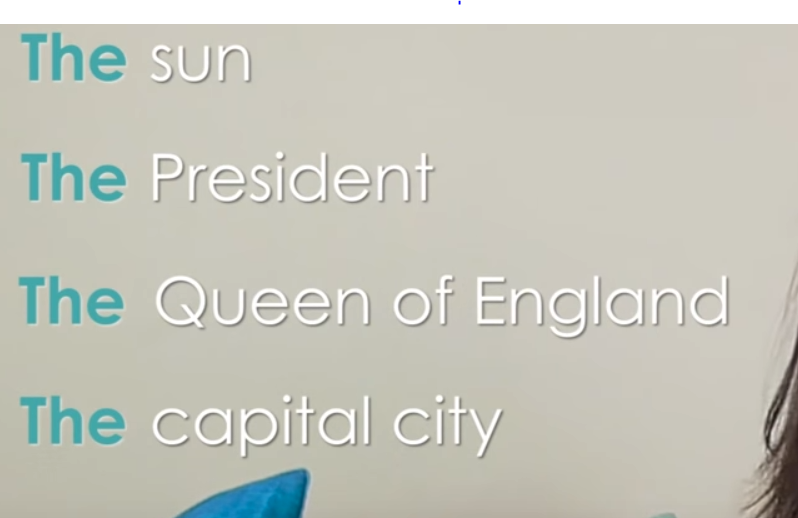 The sun
The President
The Queen of England
The capital city